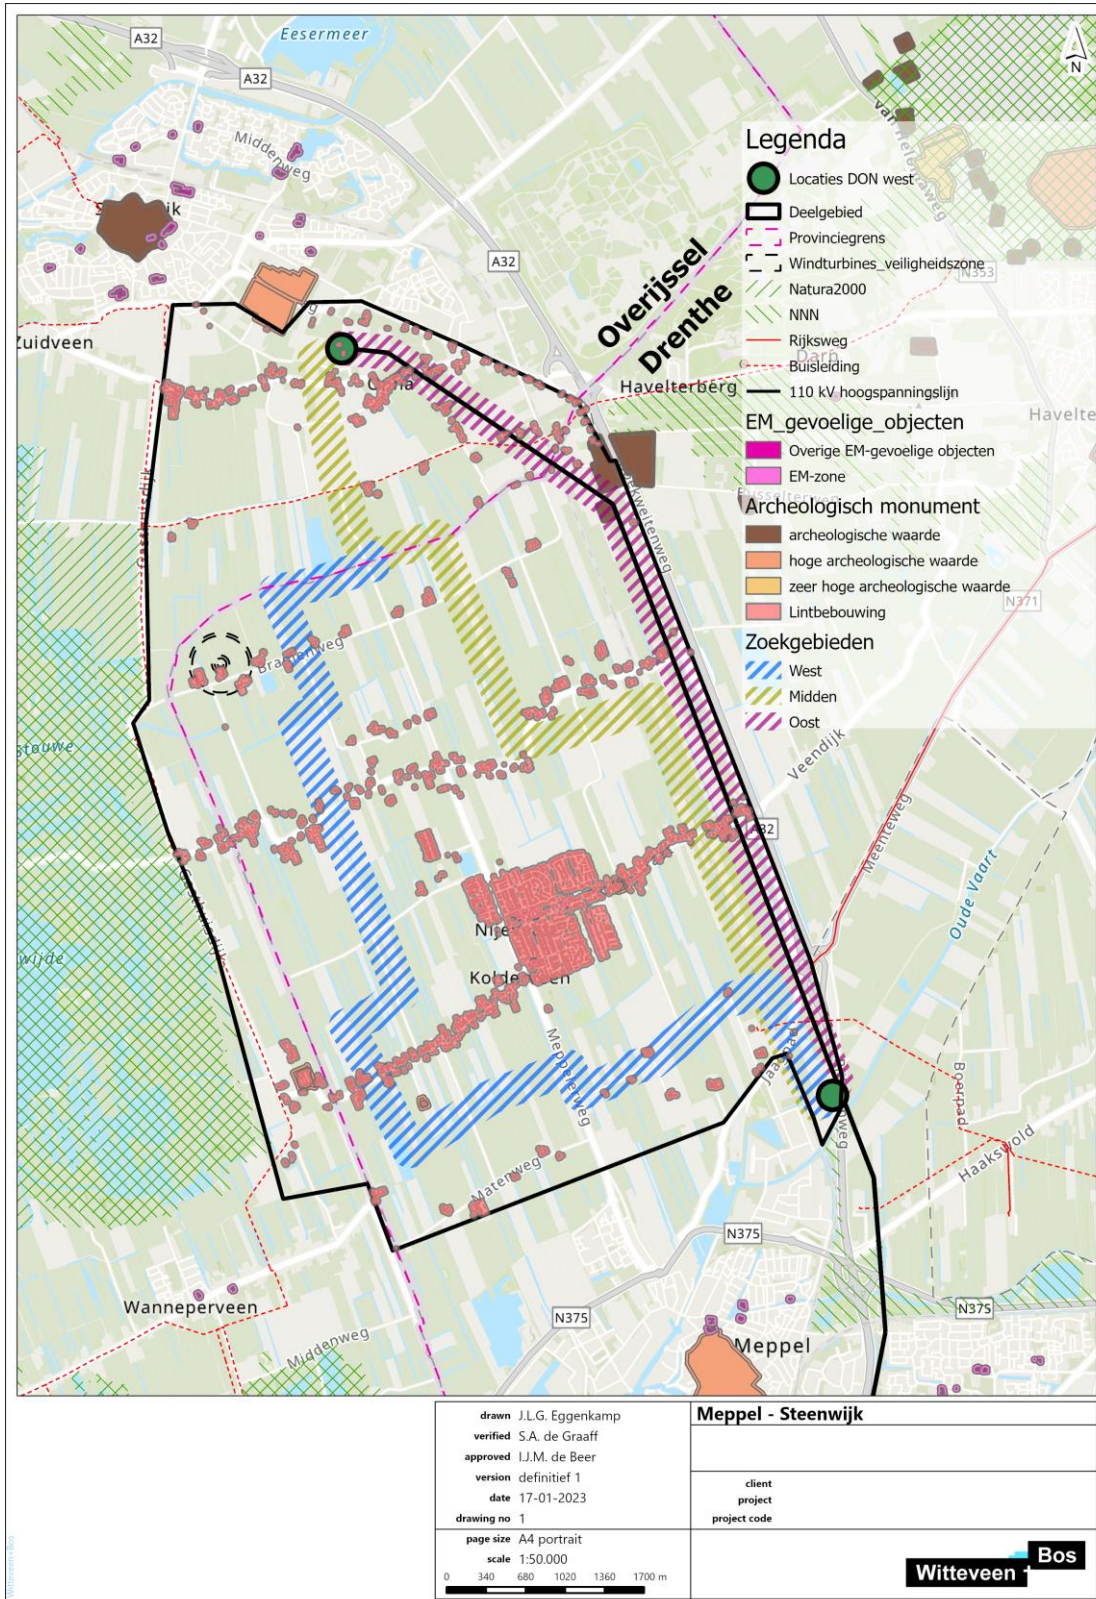 A32
Eesermeer
A32
N
Middenweg
Legenda
Locaties DON west
Deelgebied
Provinciegrens
Windturbines_veiligheidszone
Natura2000
NNN
Rijksweg
Buisleiding
110 kV hoogspanningslijn
EM_gevoelige_objecten
Overige EM-gevoelige objecten
EM-zone
Archeologisch monument
archeologische waarde
hoge archeologische waarde
zeer hoge archeologische waarde
Lintbebouwing
Zoekgebieden
West
Midden
Oost
A32
Overijssel
Drenthe
N353
Zuidveen
Havelterberg
Darp
Havelte
N371
Veendijk
A32
Meenteweg
Oude Vaart
Gasthuisdijk
Meppelerweg
Matenweg
Boerpad
Haakswold
N375
N375
N375
Wanneperveen
Middenweg
Meppel
drawn J.L.G. Eggenkamp
verified S.A. de Graaff
approved I.J.M. de Beer
version definitief 1
date 17-01-2023
drawing no 1
page size A4 portrait
scale 1:50.000
0 340 680 1020 1360 1700 m
Meppel - Steenwijk
client
project
project code
Witteveen + Bos
Witteveen+Bos